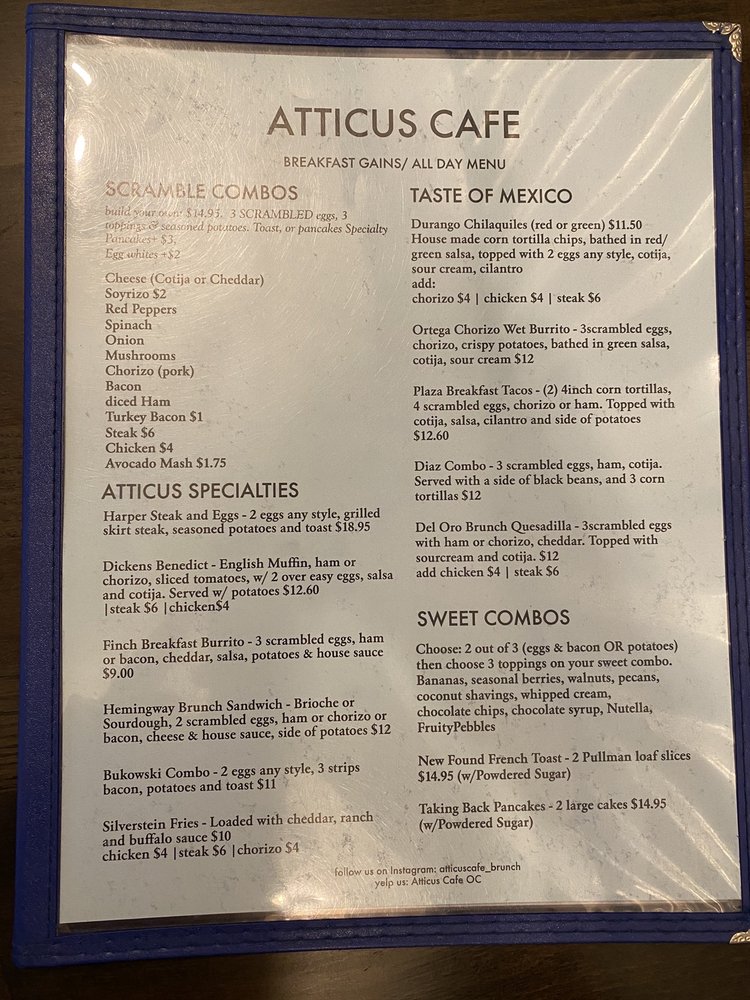 ATTICUS CAFE
BREAKFAST GAINS/ ALL DAY MENU
SCRAMBLE COMBOS
build your own: $14.95. 3 SCRAMBLED eggs, 3
toppings & seasoned potatoes. Toast, or pancakes Specialty
Pancakes+ $3.
Egg whites +$2
Cheese (Cotija or Cheddar)
Soyrizo $2
Red Peppers
Spinach
Onion
Mushrooms
Chorizo (pork)
Bacon
diced Ham
Turkey Bacon $1
Steak $6
Chicken $4
Avocado Mash $1.75
ATTICUS SPECIALTIES
Harper Steak and Eggs - 2 eggs any style, grilled
skirt steak, seasoned potatoes and toast $18.95
Dickens Benedict - English Muffin, ham or
chorizo, sliced tomatoes, w/ 2 over easy eggs, salsa
and cotija. Served w/ potatoes $12.60
|steak $6 |chicken$4
Finch Breakfast Burrito - 3 scrambled eggs, ham
or bacon, cheddar, salsa, potatoes & house sauce
$9.00
Hemingway Brunch Sandwich - Brioche or
Sourdough, 2 scrambled eggs, ham or chorizo or
bacon, cheese & house sauce, side of potatoes $12
Bukowski Combo - 2 eggs any style, 3 strips
bacon, potatoes and toast $11
Silverstein Fries - Loaded with cheddar, ranch
and buffalo sauce $10
chicken $4 |steak $6 |chorizo $4
TASTE OF MEXICO
Durango Chilaquiles (red or green) $11.50
House made corn tortilla chips, bathed in red/
green salsa, topped with 2 eggs any style, cotija,
sour cream, cilantro
add:
chorizo $4 | chicken $4 | steak $6
Ortega Chorizo Wet Burrito - 3scrambled eggs,
chorizo, crispy potatoes, bathed in green salsa,
cotija, sour cream $12
Plaza Breakfast Tacos - (2) 4inch corn tortillas,
4 scrambled eggs, chorizo or ham. Topped with
cotija, salsa, cilantro and side of potatoes
$12.60
Diaz Combo - 3 scrambled eggs, ham, cotija.
Served with a side of black beans, and 3 corn
tortillas $12
Del Oro Brunch Quesadilla - 3scrambled eggs
with ham or chorizo, cheddar. Topped with
sourcream and cotija. $12
add chicken $4 | steak $6
SWEET COMBOS
Choose: 2 out of 3 (eggs & bacon OR potatoes)
then choose 3 toppings on your sweet combo.
Bananas, seasonal berries, walnuts, pecans,
coconut shavings, whipped cream,
chocolate chips, chocolate syrup, Nutella,
FruityPebbles
New Found French Toast - 2 Pullman loaf slices
$14.95 (w/Powdered Sugar)
Taking Back Pancakes - 2 large cakes $14.95
(w/Powdered Sugar)
follow us on Instagram: atticuscafe_brunch
yelp us: Atticus Cafe OC